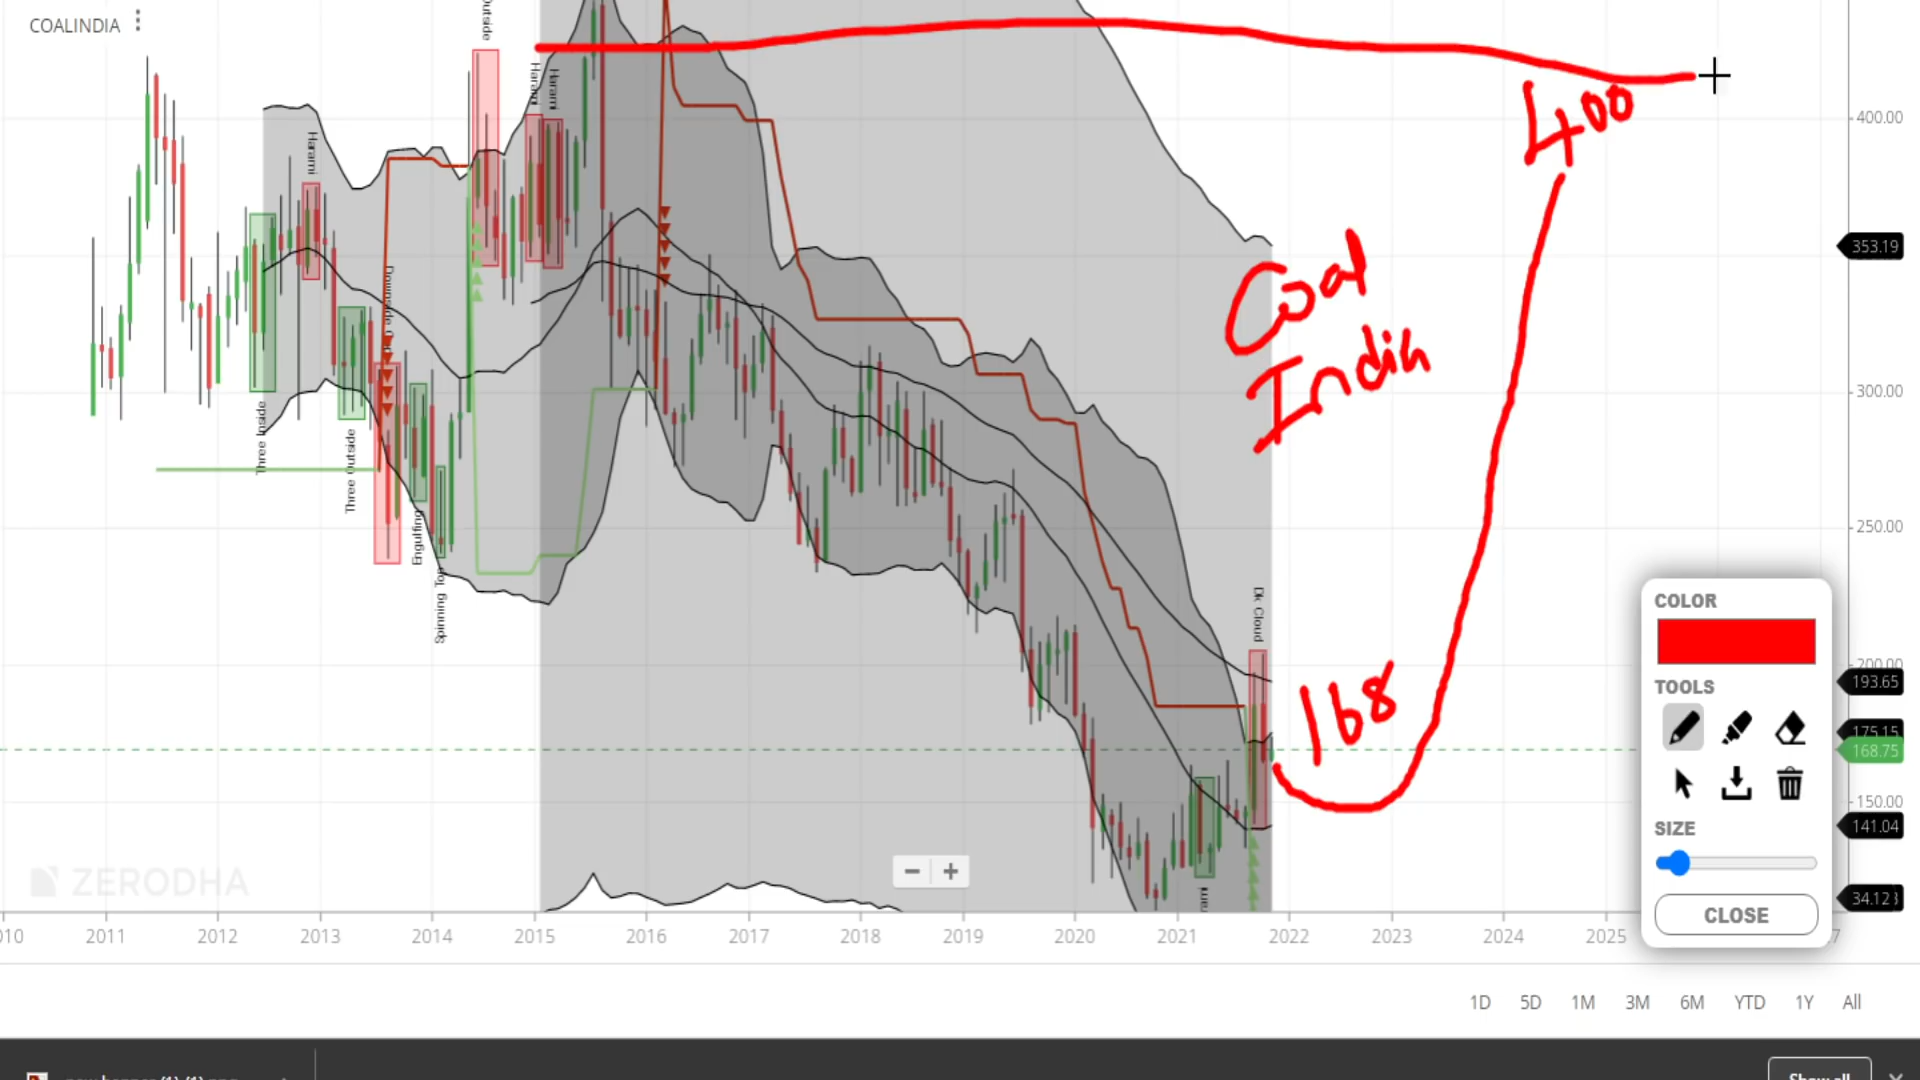 COALINDIA
Outside
Harami
Harami
Harami
Three Inside
Three Outside
Engulfing
Spinning Top
Dk Cloud
Coal
India
400
168
400.00
353.19
300.00
250.00
200.00
193.65
175.15
168.75
150.00
141.04
34.12
ZERODHA
− +
2011 2012 2013 2014 2015 2016 2017 2018 2019 2020 2021 2022 2023 2024 2025
COLOR
TOOLS
SIZE
CLOSE
1D 5D 1M 3M 6M YTD 1Y All
Show all